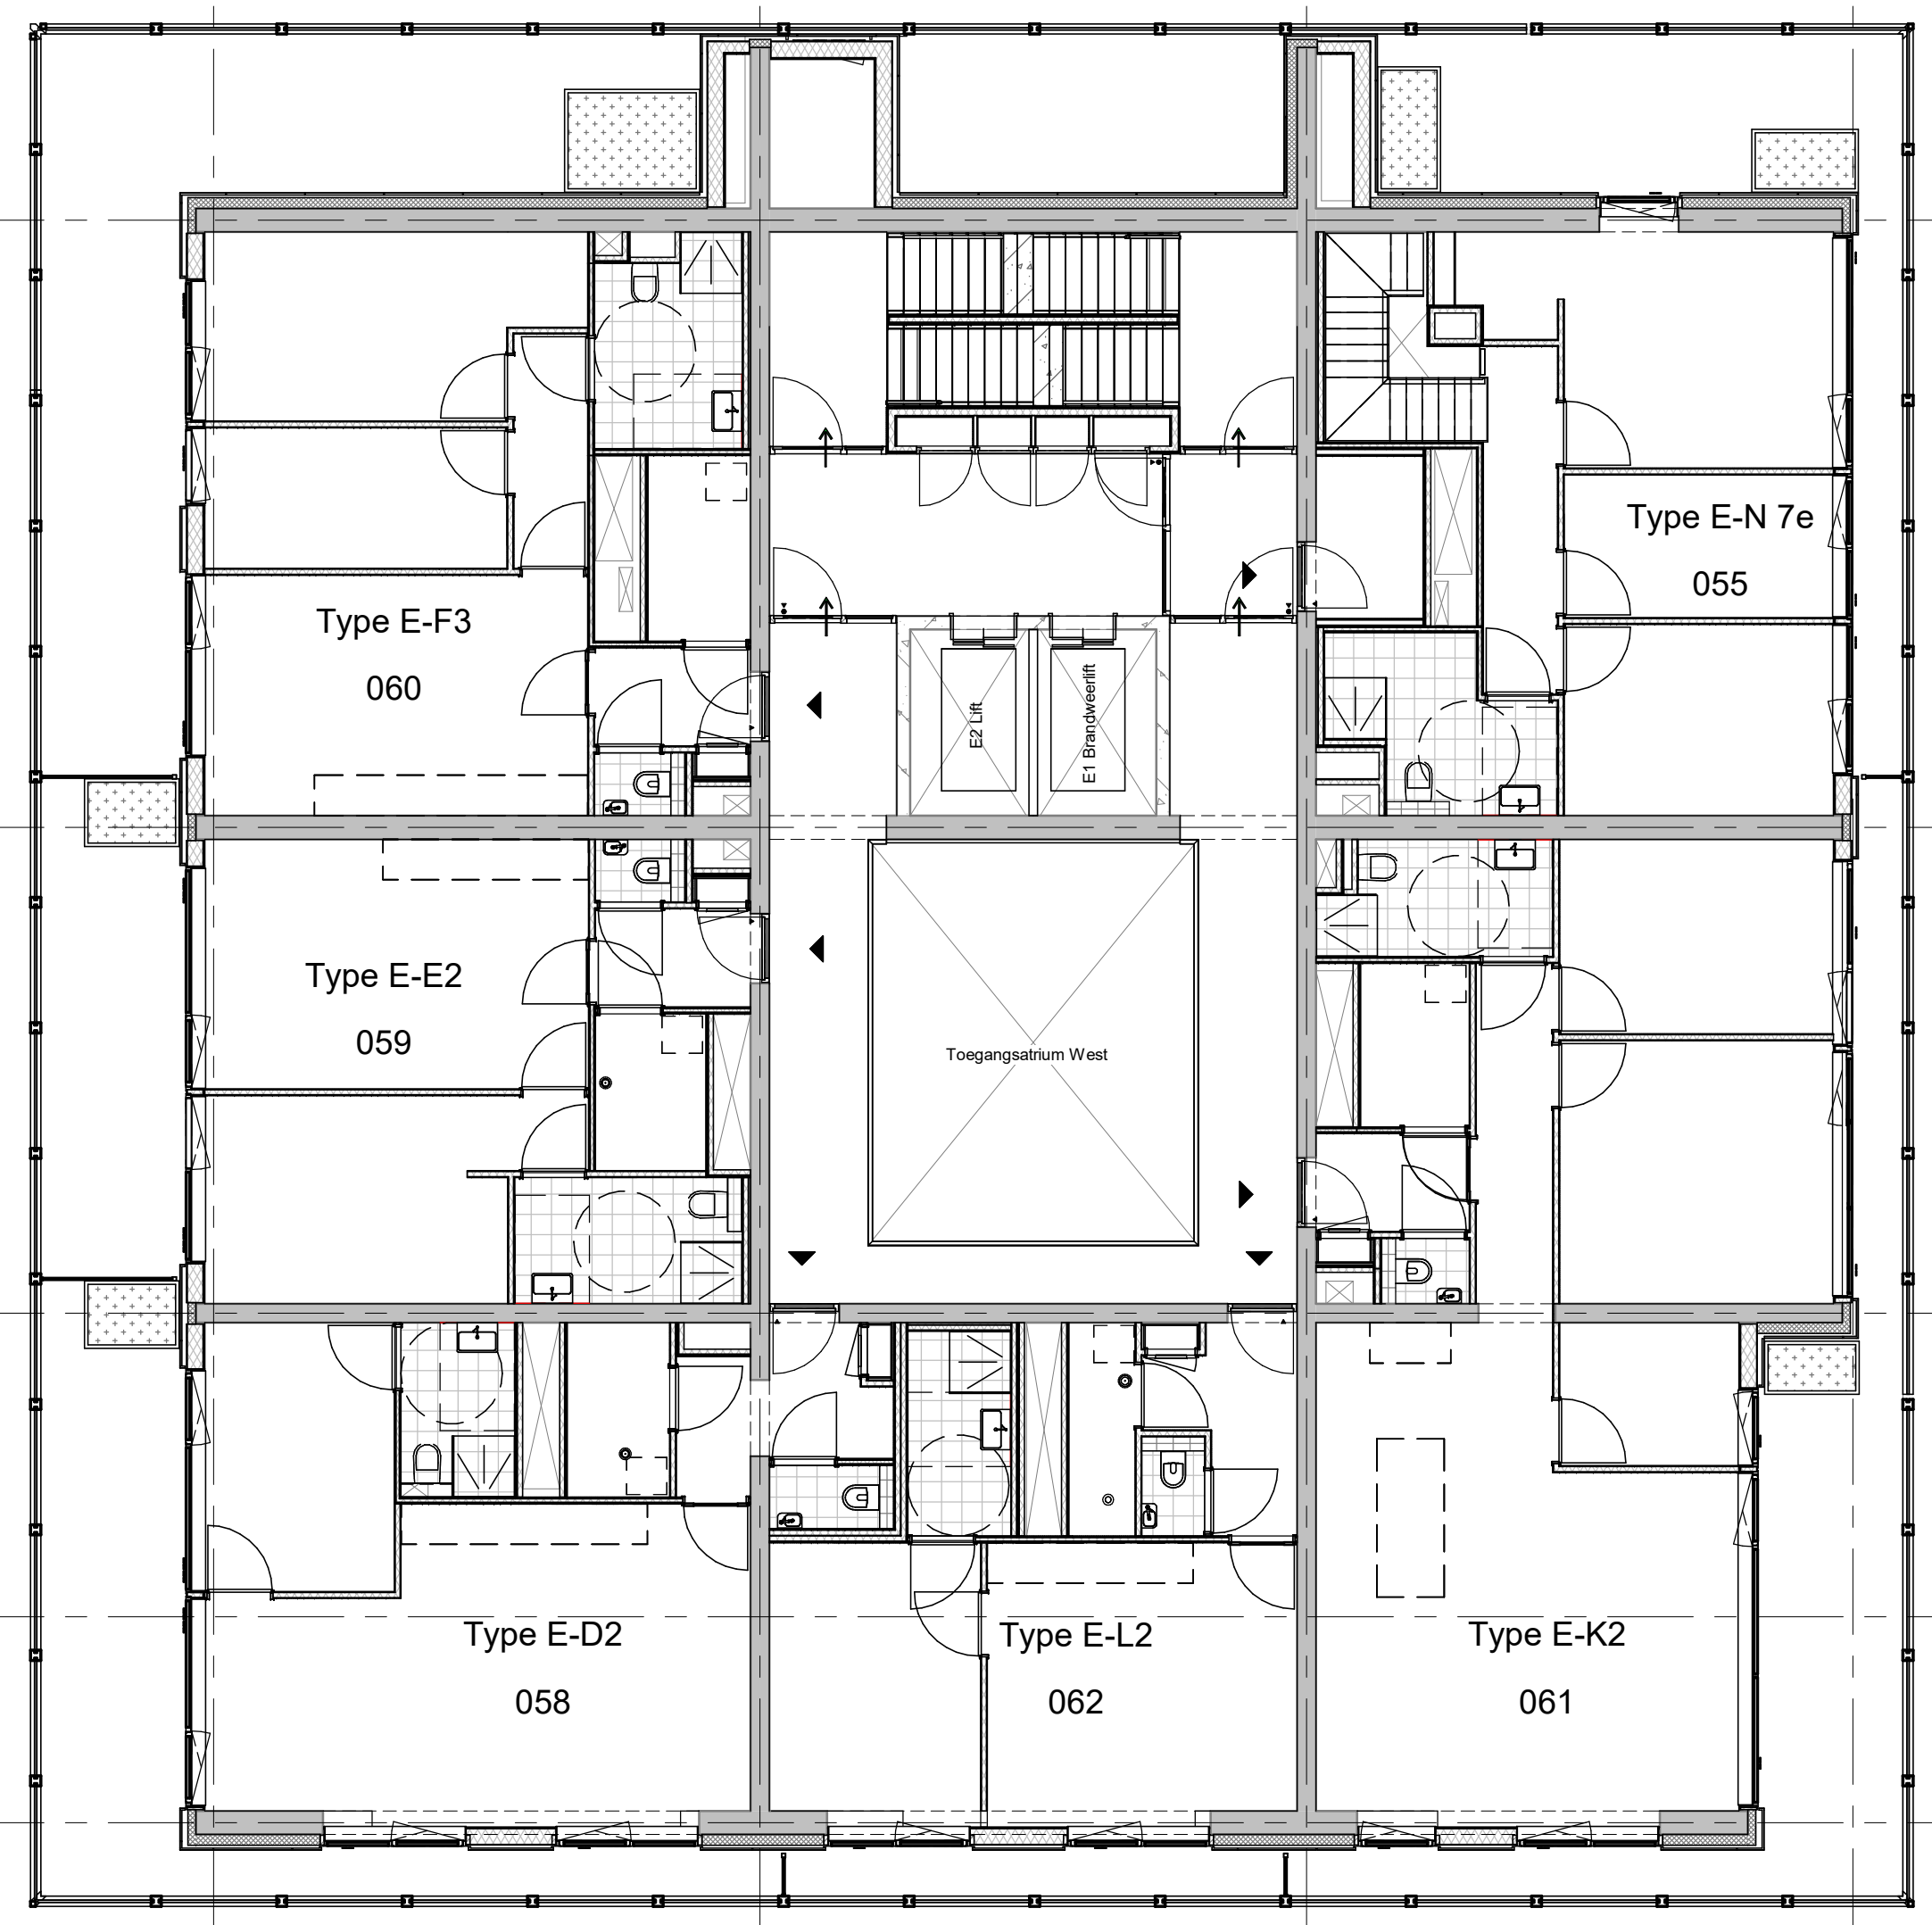 Type E-N 7e
055
Type E-F3
060
E2 Lift
E1 Brandweerlift
Type E-E2
059
Toegangsatrium West
Type E-D2
058
Type E-L2
062
Type E-K2
061